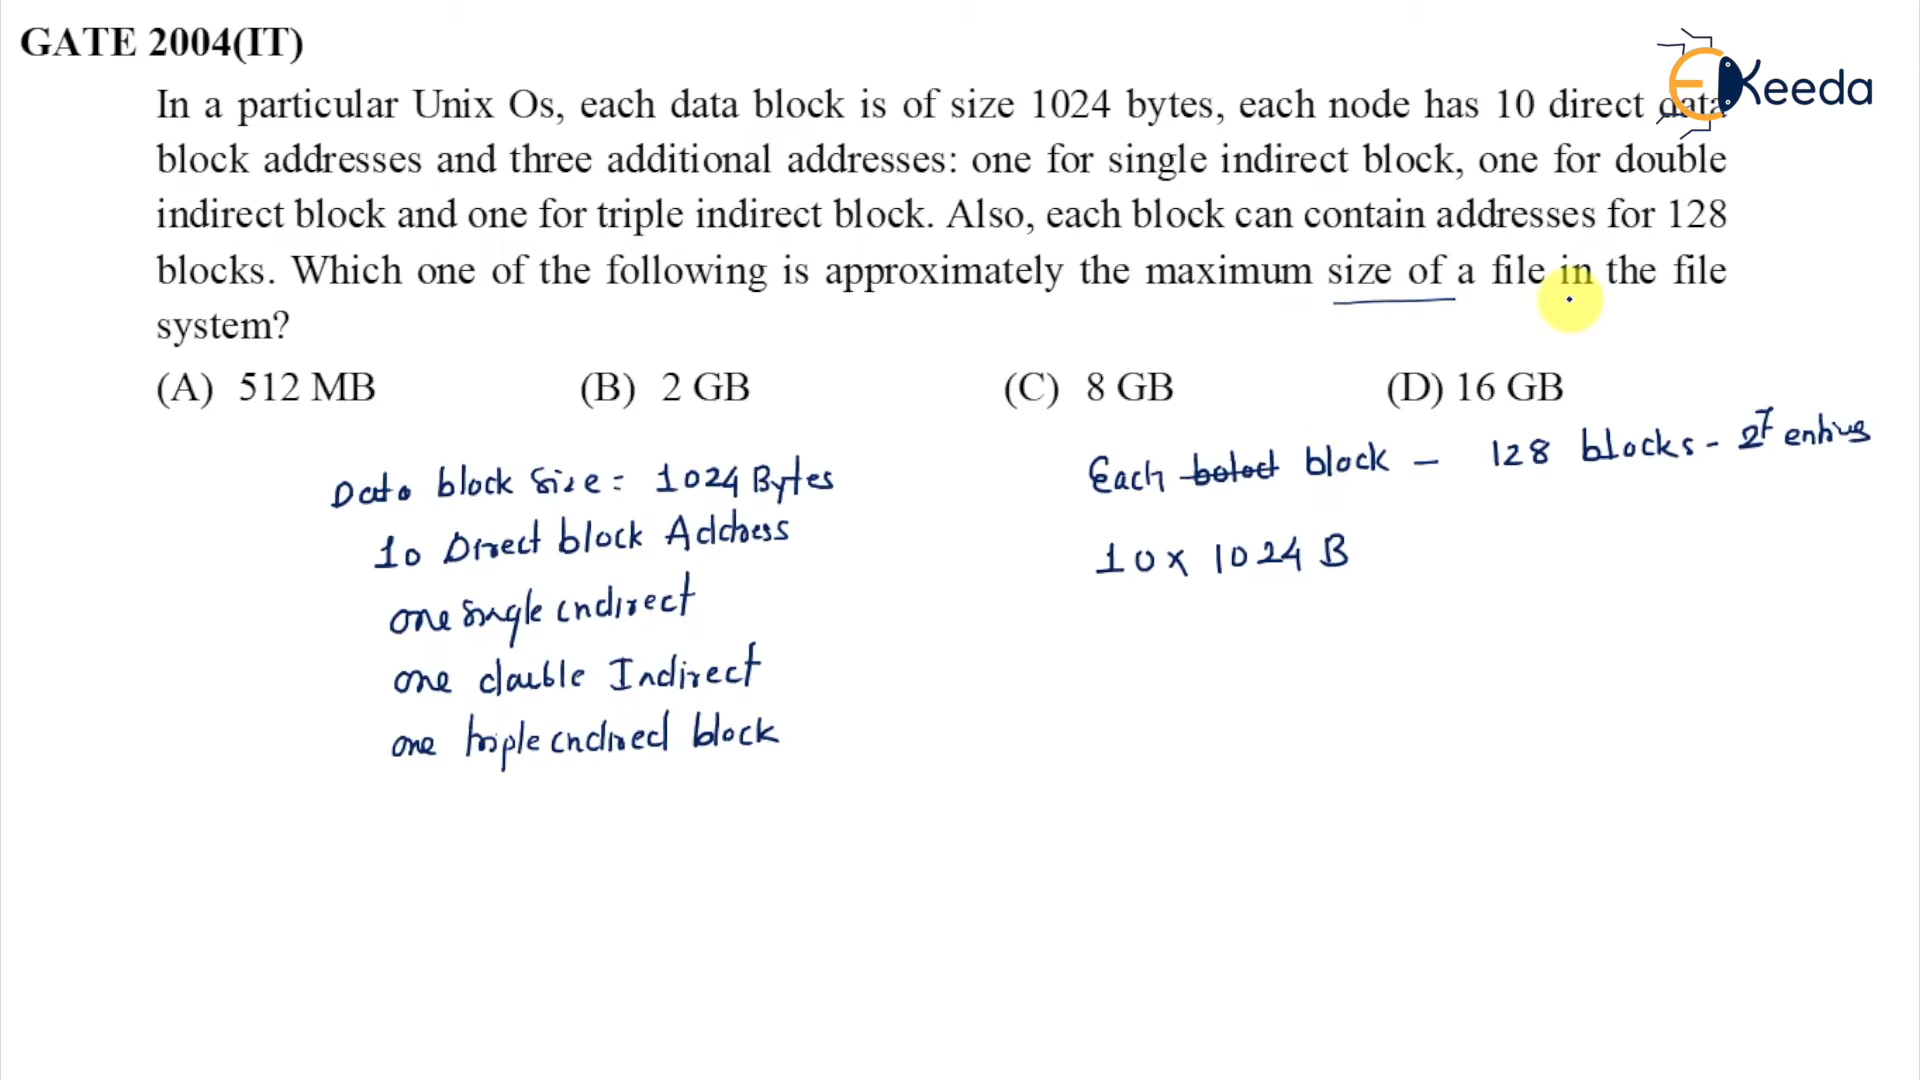 GATE 2004(IT)
EKeeda
In a particular Unix Os, each data block is of size 1024 bytes, each node has 10 direct data
block addresses and three additional addresses: one for single indirect block, one for double
indirect block and one for triple indirect block. Also, each block can contain addresses for 128
blocks. Which one of the following is approximately the maximum size of a file in the file
system?
(A) 512 MB (B) 2 GB (C) 8 GB (D) 16 GB
Data block size = 1024 Bytes
10 Direct block Address
one single indirect
one double Indirect
one triple indirect block
Each block – 128 blocks - 2^7 entries
10 x 1024 B